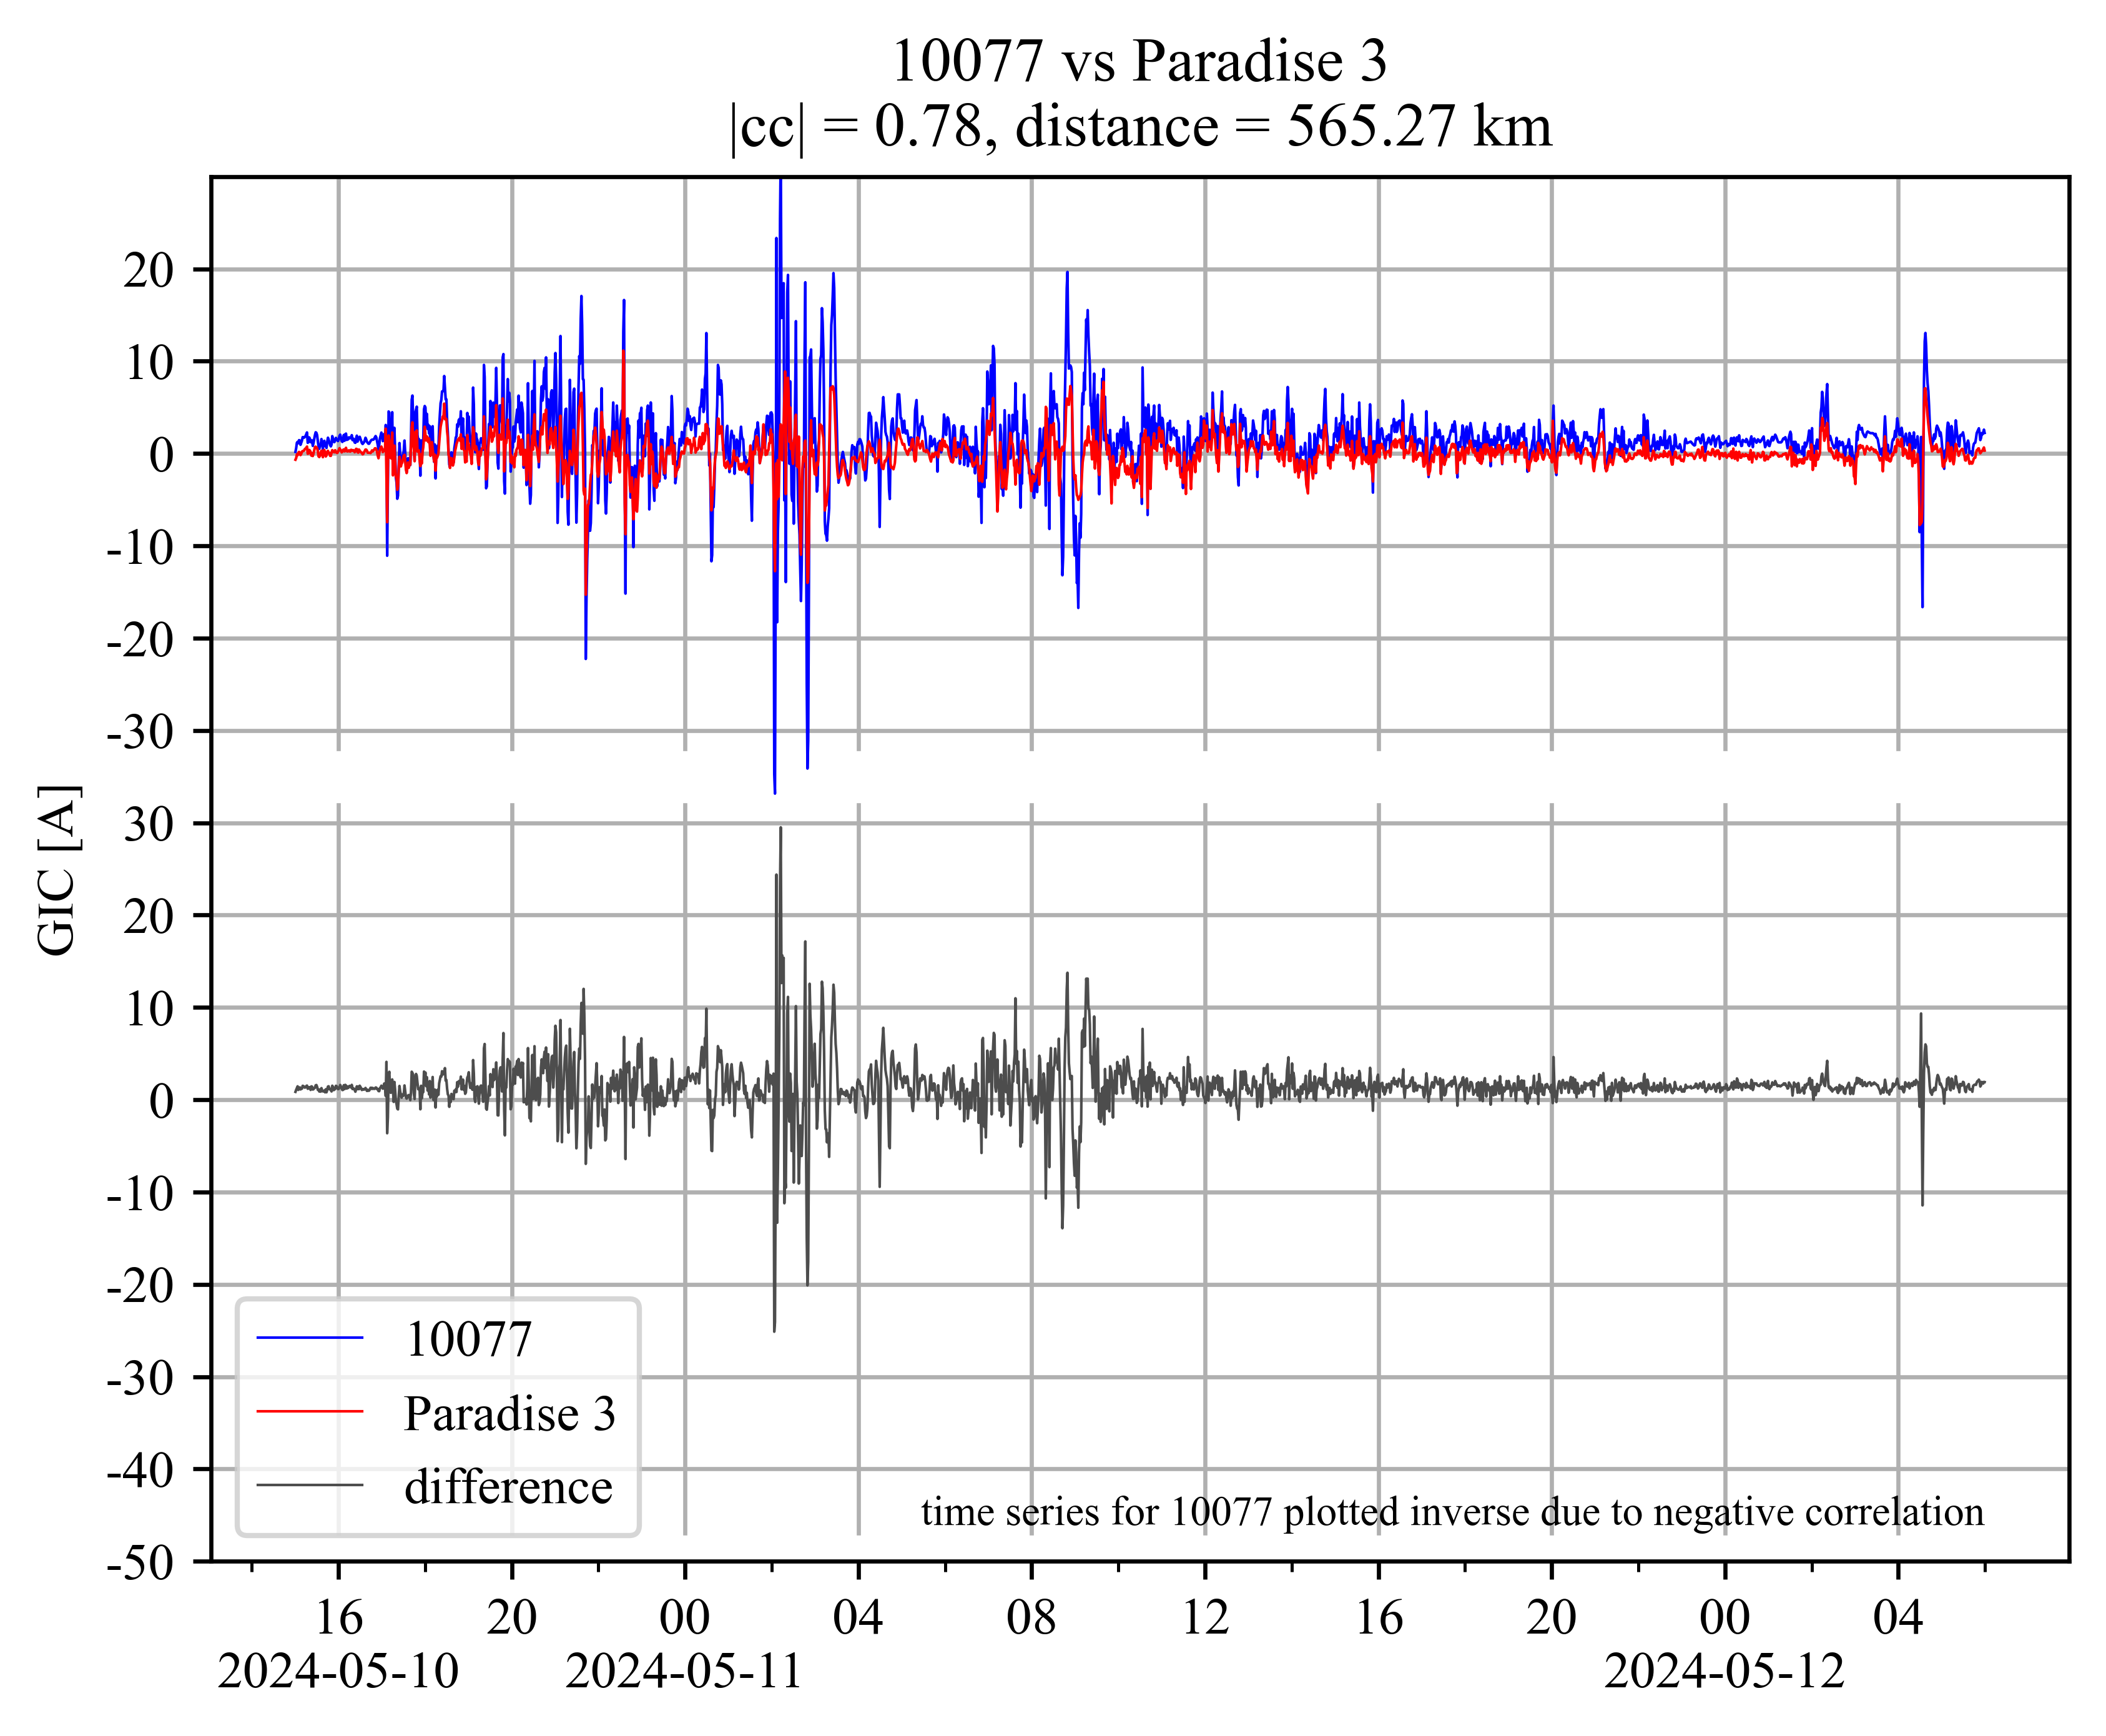 10077 vs Paradise 3
|cc| = 0.78, distance = 565.27 km
GIC [A]
20
10
0
-10
-20
-30
30
20
10
0
-10
-20
-30
-40
-50
10077
Paradise 3
difference
time series for 10077 plotted inverse due to negative correlation
16 20 00 04 08 12 16 20 00 04
2024-05-10 2024-05-11 2024-05-12